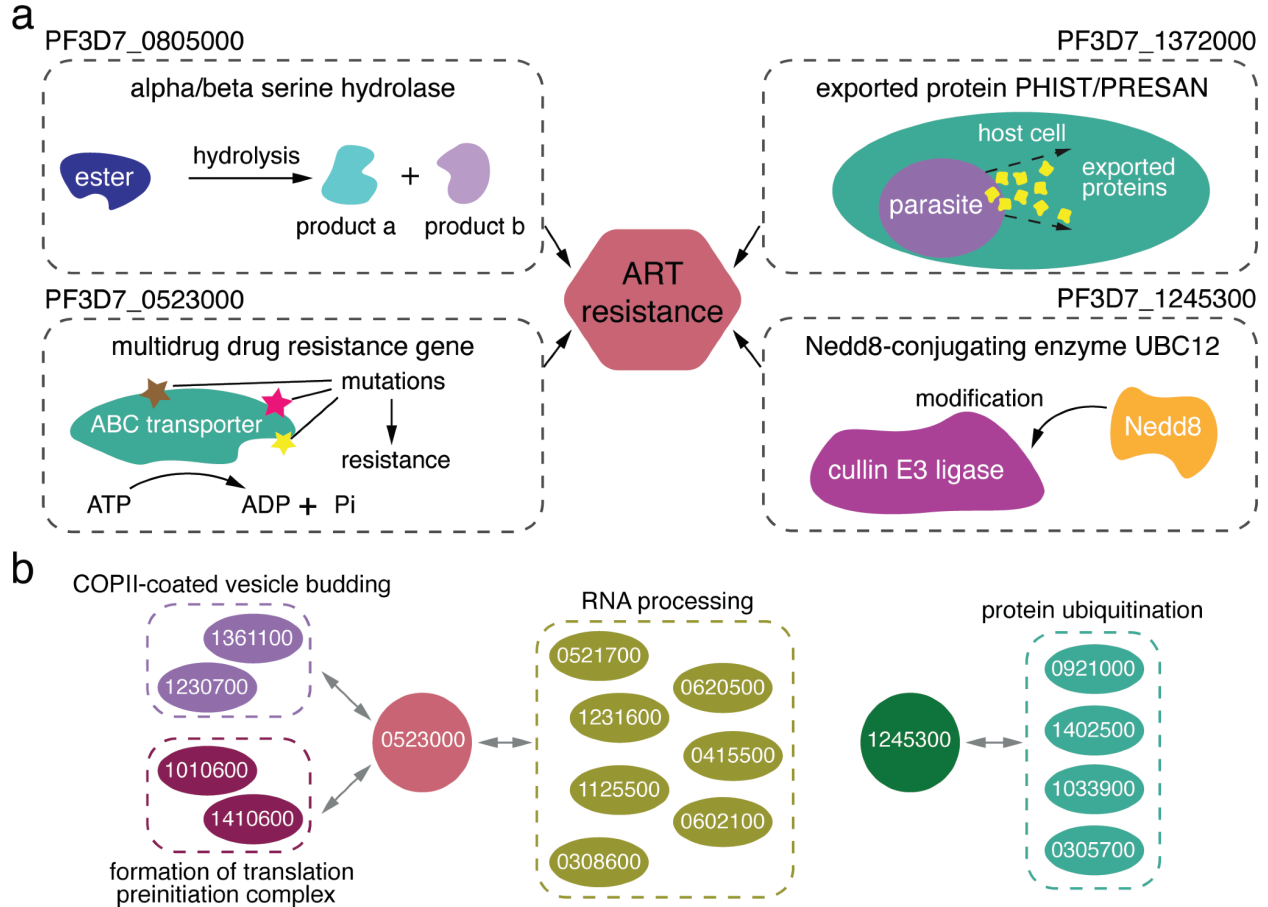 a
PF3D7_0805000
alpha/beta serine hydrolase
ester
hydrolysis
+
product a
product b
PF3D7_1372000
exported protein PHIST/PRESAN
host cell
exported
proteins
parasite
ART
resistance
PF3D7_0523000
multidrug drug resistance gene
mutations
ABC transporter
resistance
ATP
ADP + Pi
PF3D7_1245300
Nedd8-conjugating enzyme UBC12
modification
Nedd8
cullin E3 ligase
b
COPII-coated vesicle budding
1361100
1230700
1010600
1410600
formation of translation
preinitiation complex
0523000
RNA processing
0521700
0620500
1231600
0415500
1125500
0602100
0308600
1245300
protein ubiquitination
0921000
1402500
1033900
0305700